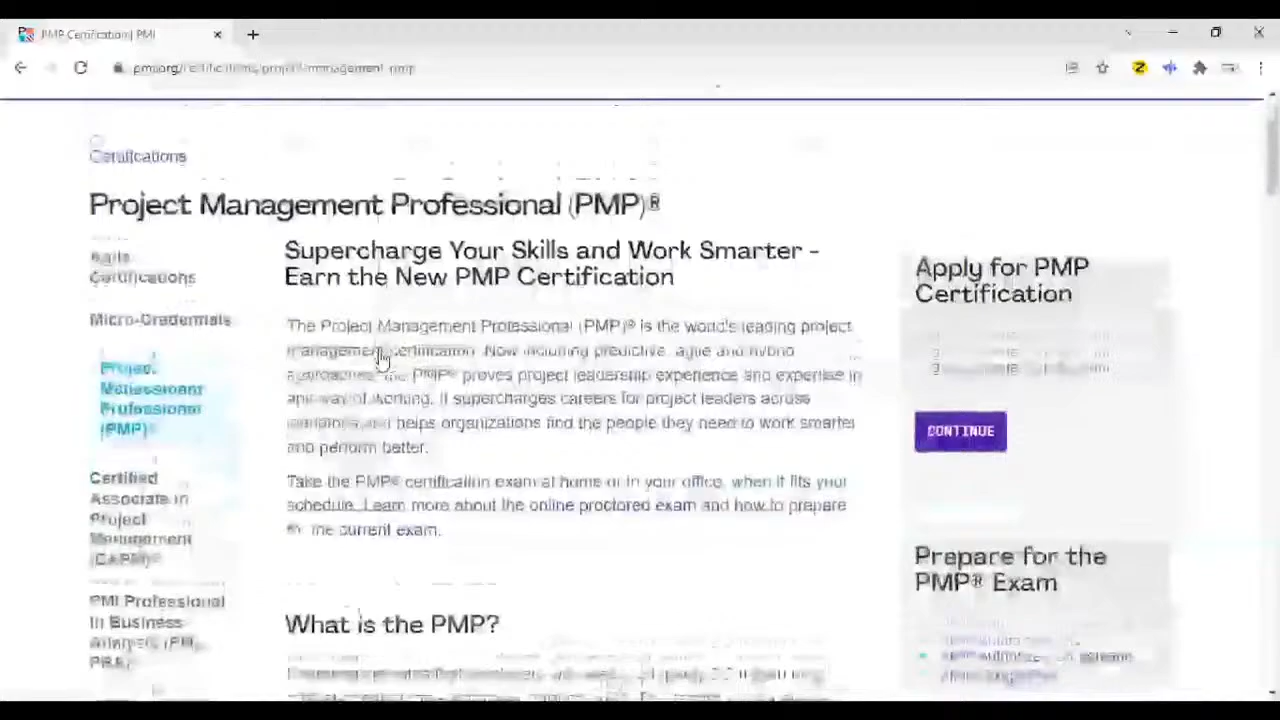 PMP Certification | PMI
Certifications
Project Management Professional (PMP)®
Agile
Certifications
Micro-Credentials
Project
Management
Professional
(PMP)®
Certified
Associate in
Project
Management
(CAPM)®
PMI Professional
in Business
Supercharge Your Skills and Work Smarter -
Earn the New PMP Certification
The Project Management Professional (PMP)® is the world's leading project
management certification. Now including predictive, agile and hybrid
approaches, the PMP® proves project leadership experience and expertise in
any way of working. It supercharges careers for project leaders across
helps organizations find the people they need to work smarter
and perform better.
Take the PMP® certification exam at home or in your office, when it fits your
schedule. Learn more about the online proctored exam and how to prepare
for the current exam.
What is the PMP?
Apply for PMP
Certification
CONTINUE
Prepare for the
PMP® Exam